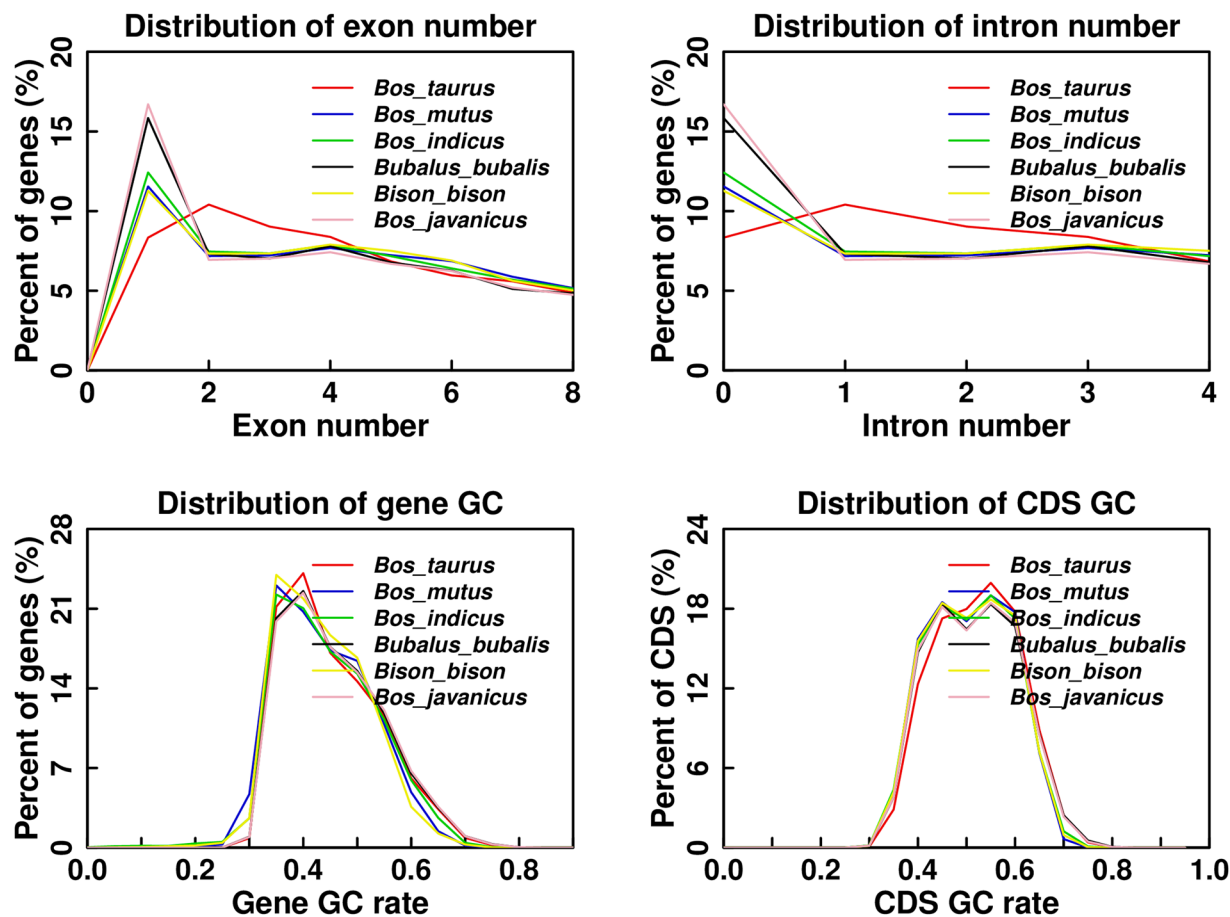 Distribution of exon number
Percent of genes (%)
20
15
10
5
0
Bos_taurus
Bos_mutus
Bos_indicus
Bubalus_bubalis
Bison_bison
Bos_javanicus
0 2 4 6 8
Exon number
Distribution of intron number
Percent of genes (%)
20
15
10
5
0
Bos_taurus
Bos_mutus
Bos_indicus
Bubalus_bubalis
Bison_bison
Bos_javanicus
0 1 2 3 4
Intron number
Distribution of gene GC
Percent of genes (%)
28
21
14
7
0
Bos_taurus
Bos_mutus
Bos_indicus
Bubalus_bubalis
Bison_bison
Bos_javanicus
0.0 0.2 0.4 0.6 0.8
Gene GC rate
Distribution of CDS GC
Percent of CDS (%)
24
18
12
6
0
Bos_taurus
Bos_mutus
Bos_indicus
Bubalus_bubalis
Bison_bison
Bos_javanicus
0.0 0.2 0.4 0.6 0.8 1.0
CDS GC rate